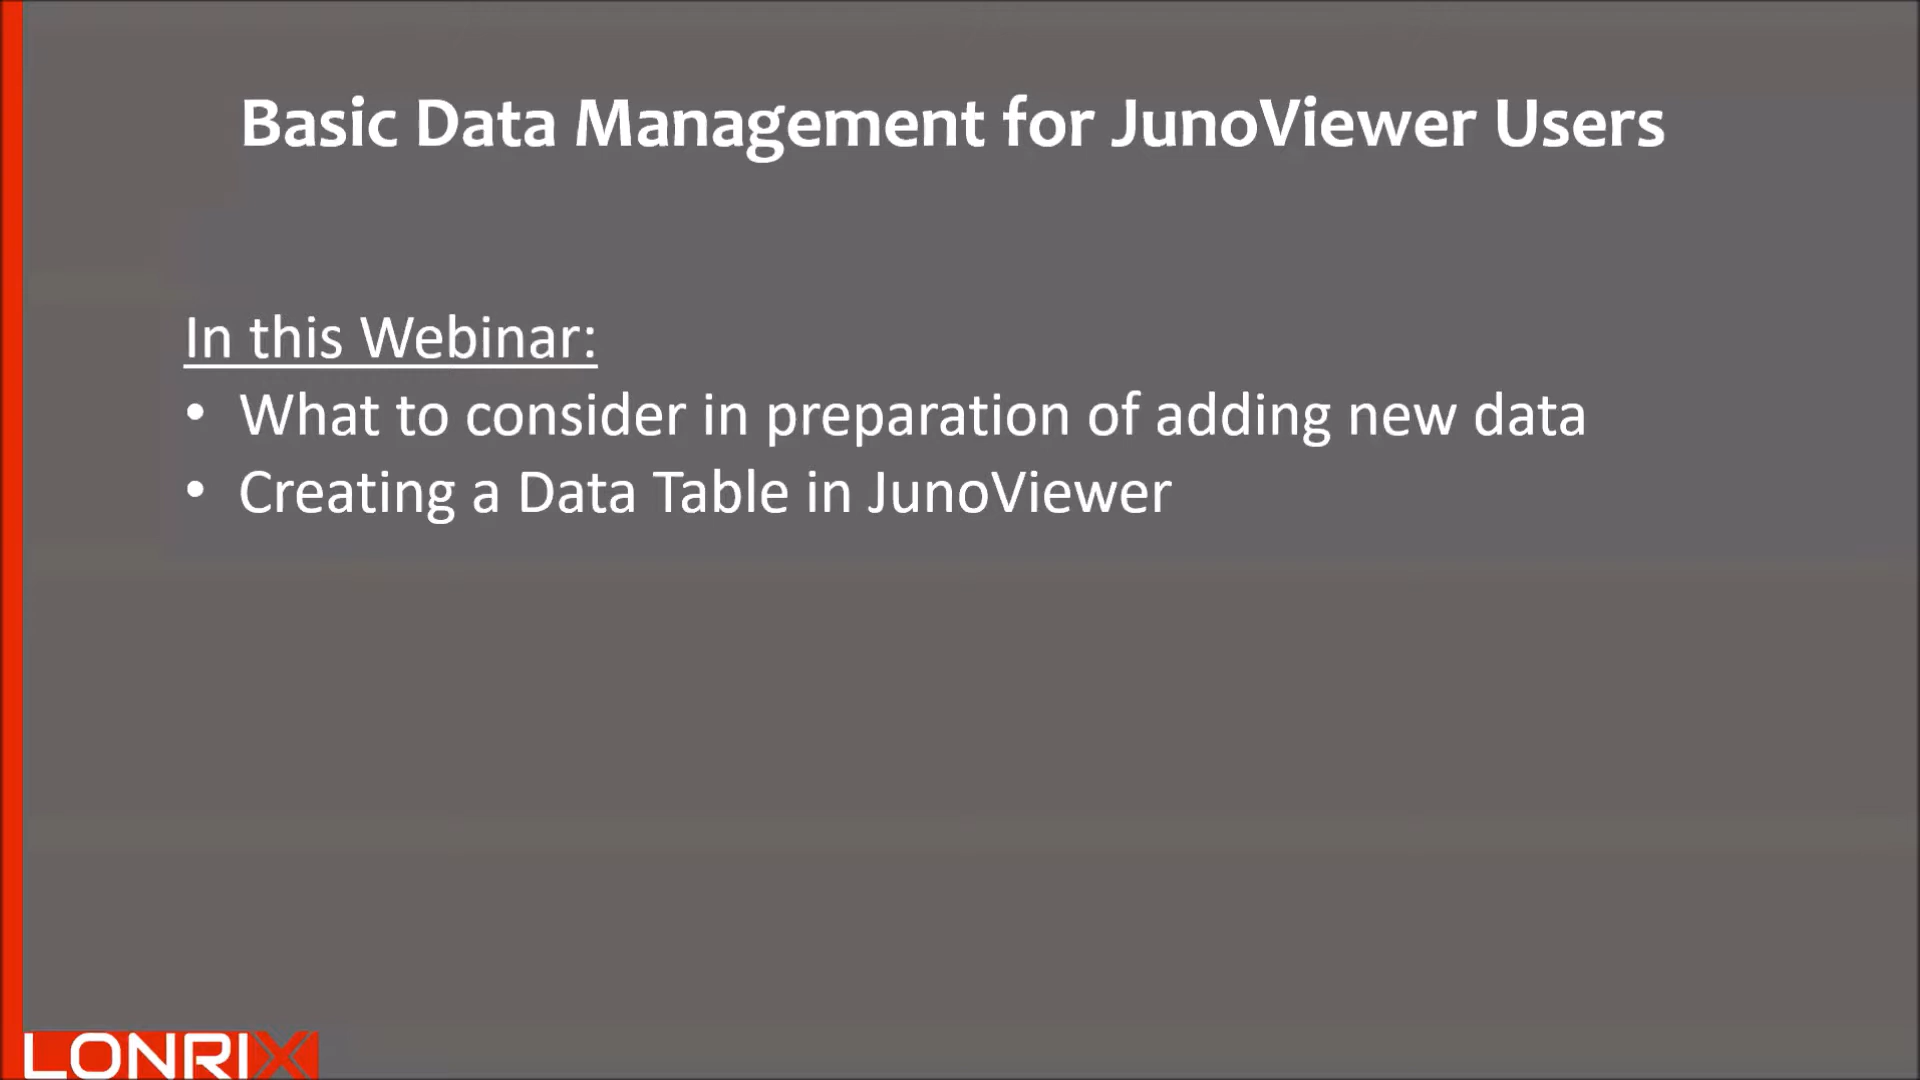 Basic Data Management for JunoViewer Users
In this Webinar:
• What to consider in preparation of adding new data
• Creating a Data Table in JunoViewer
LONRIX